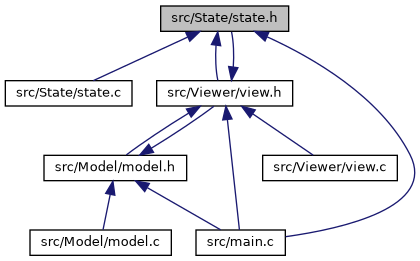 src/State/state.h
src/State/state.c
src/Viewer/view.h
src/Model/model.h
src/Viewer/view.c
src/Model/model.c
src/main.c